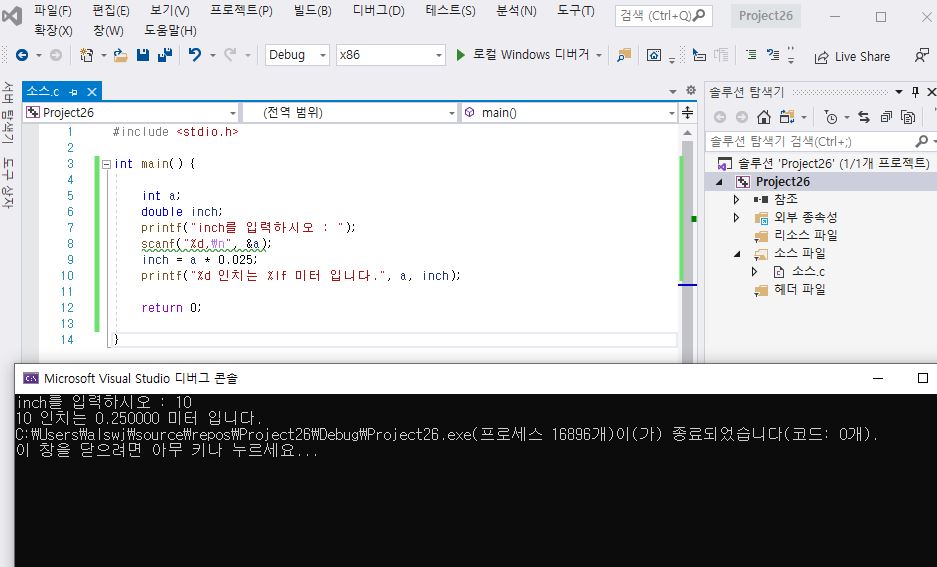 파일(F) 편집(E) 보기(V) 프로젝트(P) 빌드(B) 디버그(D) 테스트(S) 분석(N) 도구(T) 검색 (Ctrl+Q) Project26
확장(X) 창(W) 도움말(H)
Debug x86 로컬 Windows 디버거 Live Share
서버 탐색기 도구 상자
소스.c
Project26 (전역 범위) main()
1 #include <stdio.h>
2
3 int main() {
4
5 int a;
6 double inch;
7 printf("inch를 입력하시오 : ");
8 scanf("%d,₩n", &a);
9 inch = a * 0.025;
10 printf("%d 인치는 %lf 미터 입니다.", a, inch);
11
12 return 0;
13
14 }
솔루션 탐색기
솔루션 탐색기 검색(Ctrl+;)
솔루션 'Project26' (1/1개 프로젝트)
Project26
참조
외부 종속성
리소스 파일
소스 파일
소스.c
헤더 파일
Microsoft Visual Studio 디버그 콘솔
inch를 입력하시오 : 10
10 인치는 0.250000 미터 입니다.
C:₩Users₩alswj₩source₩repos₩Project26₩Debug₩Project26.exe(프로세스 16896개)이(가) 종료되었습니다(코드: 0개).
이 창을 닫으려면 아무 키나 누르세요...